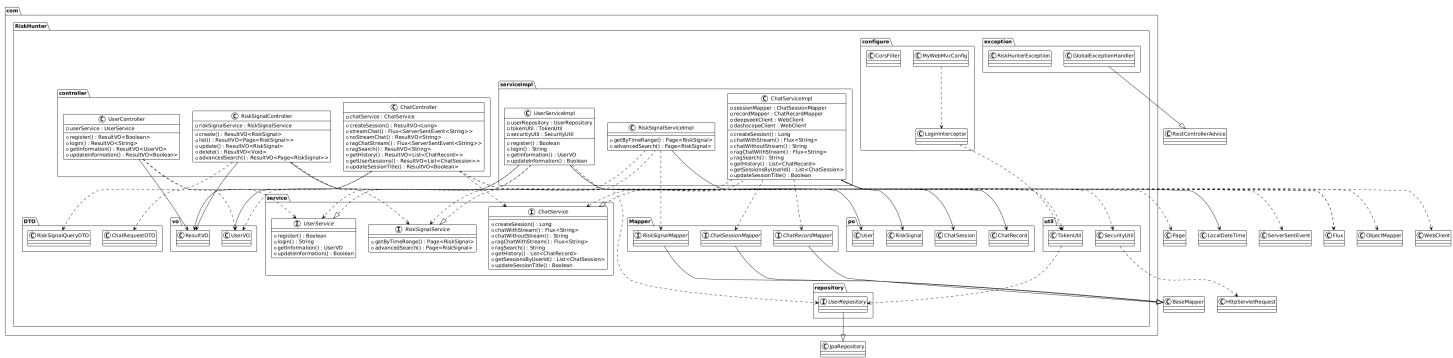 com
RiskHunter
configure
CorsFilter
MyWebMvcConfig
exception
RiskHunterException
GlobalExceptionHandler
controller
UserController
userService : UserService
register() : ResultVO<Boolean>
login() : ResultVO<String>
getInformation() : ResultVO<UserVO>
updateInformation() : ResultVO<Boolean>
RiskSignalController
riskSignalService : RiskSignalService
create() : ResultVO<RiskSignal>
list() : ResultVO<Page<RiskSignal>>
update() : ResultVO<RiskSignal>
delete() : ResultVO<Void>
advancedSearch() : ResultVO<Page<RiskSignal>>
ChatController
chatService : ChatService
createSession() : ResultVO<Long>
streamChat() : Flux<ServerSentEvent<String>>
noStreamChat() : ResultVO<String>
ragChatStream() : Flux<ServerSentEvent<String>>
ragSearch() : ResultVO<String>
getHistory() : ResultVO<List<ChatRecord>>
getUserSessions() : ResultVO<List<ChatSession>>
updateSessionTitle() : ResultVO<Boolean>
serviceImpl
UserServiceImpl
userRepository : UserRepository
tokenUtil : TokenUtil
securityUtil : SecurityUtil
register() : Boolean
login() : String
getInformation() : UserVO
updateInformation() : Boolean
RiskSignalServiceImpl
getByTimeRange() : Page<RiskSignal>
advancedSearch() : Page<RiskSignal>
ChatServiceImpl
sessionMapper : ChatSessionMapper
recordMapper : ChatRecordMapper
deepseekClient : WebClient
dashscopeClient : WebClient
createSession() : Long
chatWithStream() : Flux<String>
chatWithoutStream() : String
ragChatWithStream() : Flux<String>
ragSearch() : String
getHistory() : List<ChatRecord>
getSessionsByUserId() : List<ChatSession>
updateSessionTitle() : Boolean
LoginInterceptor
RestControllerAdvice
DTO
RiskSignalQueryDTO
ChatRequestDTO
vo
ResultVO
UserVO
service
UserService
register() : Boolean
login() : String
getInformation() : UserVO
updateInformation() : Boolean
RiskSignalService
getByTimeRange() : Page<RiskSignal>
advancedSearch() : Page<RiskSignal>
ChatService
createSession() : Long
chatWithStream() : Flux<String>
chatWithoutStream() : String
ragChatWithStream() : Flux<String>
ragSearch() : String
getHistory() : List<ChatRecord>
getSessionsByUserId() : List<ChatSession>
updateSessionTitle() : Boolean
Mapper
RiskSignalMapper
ChatSessionMapper
ChatRecordMapper
po
User
RiskSignal
ChatSession
ChatRecord
util
TokenUtil
SecurityUtil
Page
LocalDateTime
ServerSentEvent
Flux
ObjectMapper
WebClient
repository
UserRepository
BaseMapper
HttpServletRequest
JpaRepository